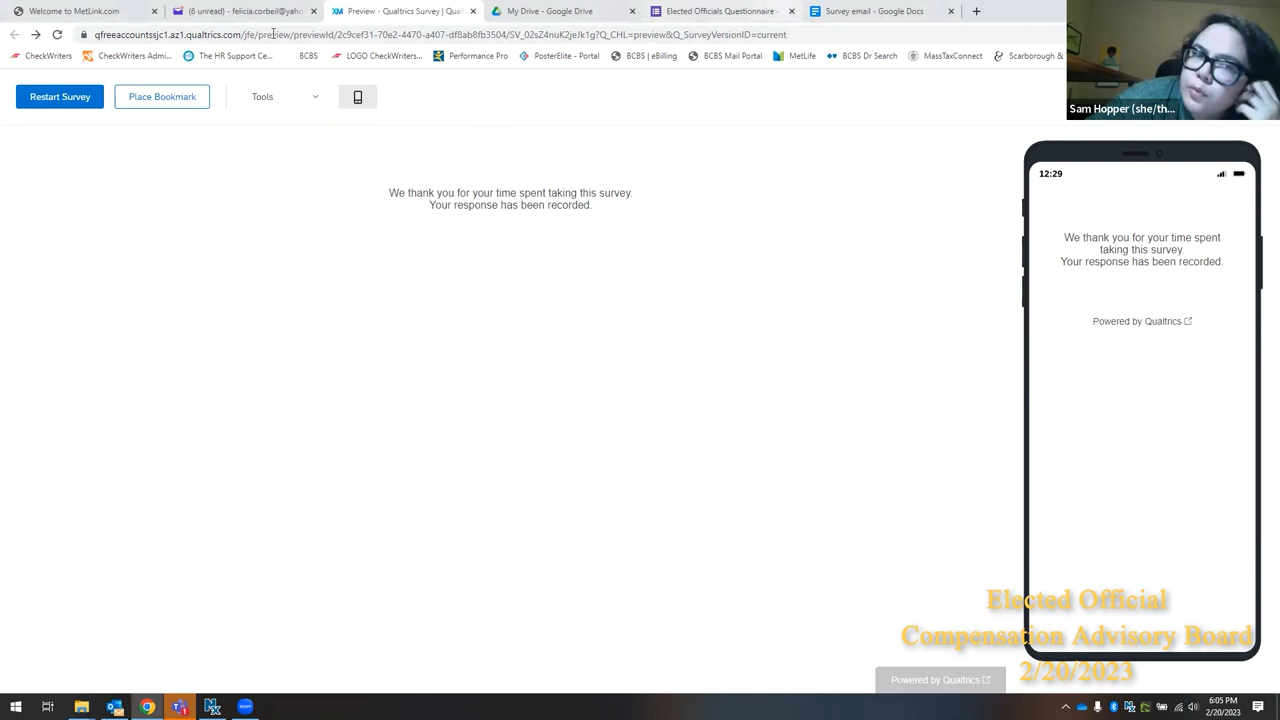 Welcome to MetLink.com
(6 unread) - felicia.corbeil@yaho
Preview - Qualtrics Survey | Qual
My Drive - Google Drive
Elected Officials Questionnaire -
Survey email - Google Docs
qfreeaccountssjc1.az1.qualtrics.com/jfe/preview/previewId/2c9cef31-70e2-4470-a407-df8ab8fb3504/SV_02sZ4nuK2jeJk1g?Q_CHL=preview&Q_SurveyVersionID=current
CheckWriters
CheckWriters Admi...
The HR Support Ce...
BCBS
LOGO CheckWriters...
Performance Pro
PosterElite - Portal
BCBS | eBilling
BCBS Mail Portal
MetLife
BCBS Dr Search
MassTaxConnect
Scarborough &
Sam Hopper (she/th...
Restart Survey
Place Bookmark
Tools
We thank you for your time spent taking this survey.
Your response has been recorded.
12:29
We thank you for your time spent
taking this survey.
Your response has been recorded.
Powered by Qualtrics
Elected Official
Compensation Advisory Board
2/20/2023
Powered by Qualtrics
6:05 PM
2/20/2023